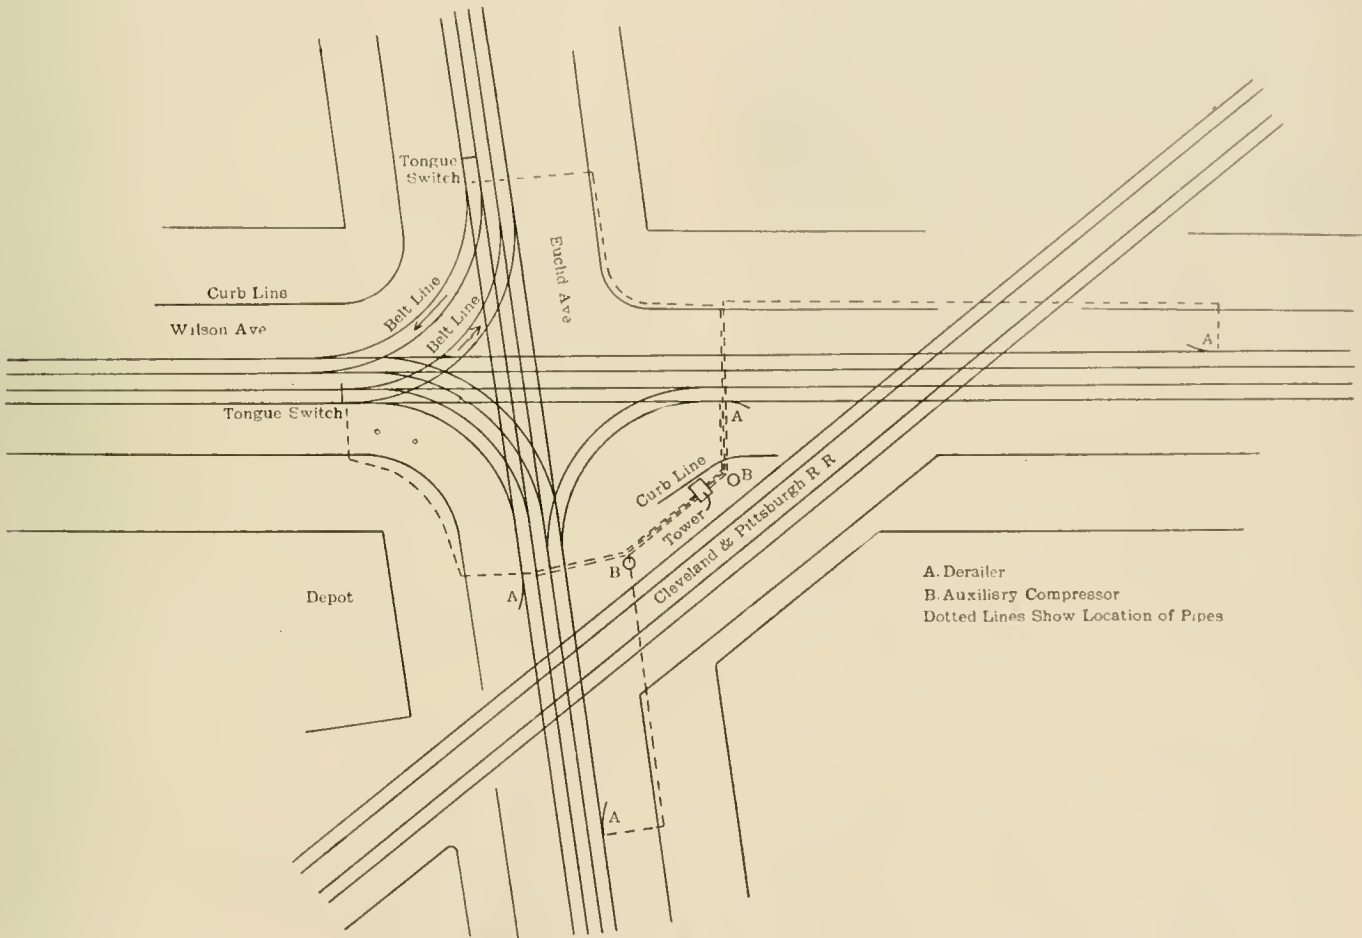 Tongue
Switch
Euclid Ave
Curb Line
Belt Line
Wilson Ave
Belt Line
A
Tongue Switch
A
Curb Line
B
Tower
Cleveland & Pittsburgh R R
B
A
Depot
A. Derailer
B. Auxiliary Compressor
Dotted Lines Show Location of Pipes
A